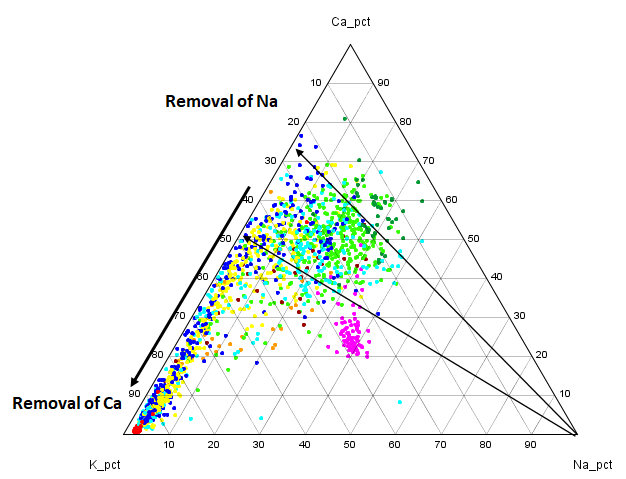 Ca_pct
10 90
Removal of Na
20 80
30 70
40 60
50 50
60 40
70 30
80 20
90 10
Removal of Ca
10 20 30 40 50 60 70 80 90
K_pct Na_pct